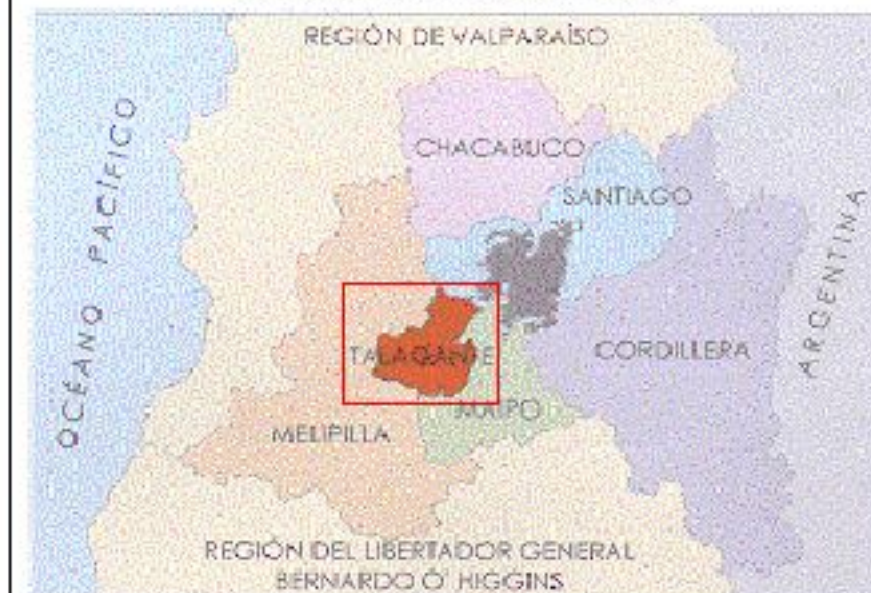 REGIÓN DE VALPARAÍSO
OCÉANO PACÍFICO
CHACABUCO
SANTIAGO
ARGENTINA
TALAGANTE
CORDILLERA
MAIPO
MELIPILLA
REGIÓN DEL LIBERTADOR GENERAL
BERNARDO O' HIGGINS